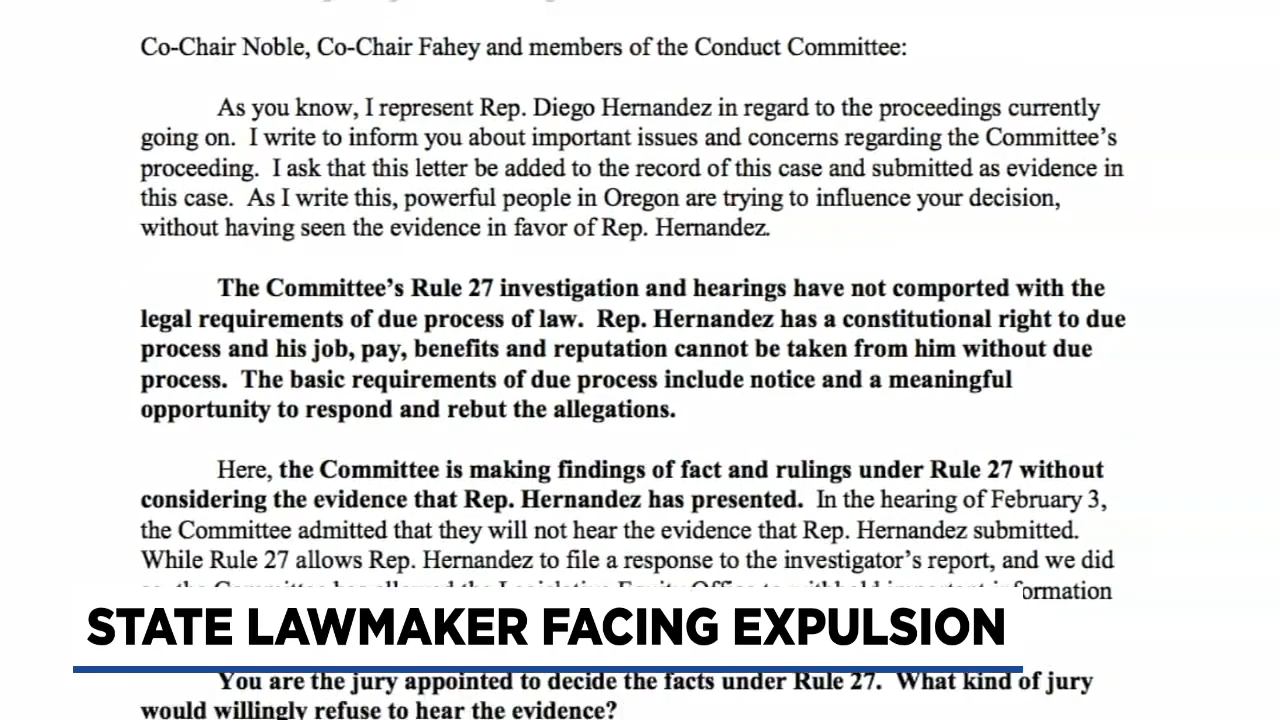 Co-Chair Noble, Co-Chair Fahey and members of the Conduct Committee:
As you know, I represent Rep. Diego Hernandez in regard to the proceedings currently
going on. I write to inform you about important issues and concerns regarding the Committee's
proceeding. I ask that this letter be added to the record of this case and submitted as evidence in
this case. As I write this, powerful people in Oregon are trying to influence your decision,
without having seen the evidence in favor of Rep. Hernandez.
The Committee's Rule 27 investigation and hearings have not comported with the
legal requirements of due process of law. Rep. Hernandez has a constitutional right to due
process and his job, pay, benefits and reputation cannot be taken from him without due
process. The basic requirements of due process include notice and a meaningful
opportunity to respond and rebut the allegations.
Here, the Committee is making findings of fact and rulings under Rule 27 without
considering the evidence that Rep. Hernandez has presented. In the hearing of February 3,
the Committee admitted that they will not hear the evidence that Rep. Hernandez submitted.
While Rule 27 allows Rep. Hernandez to file a response to the investigator's report, and we did
STATE LAWMAKER FACING EXPULSION
You are the jury appointed to decide the facts under Rule 27. What kind of jury
would willingly refuse to hear the evidence?